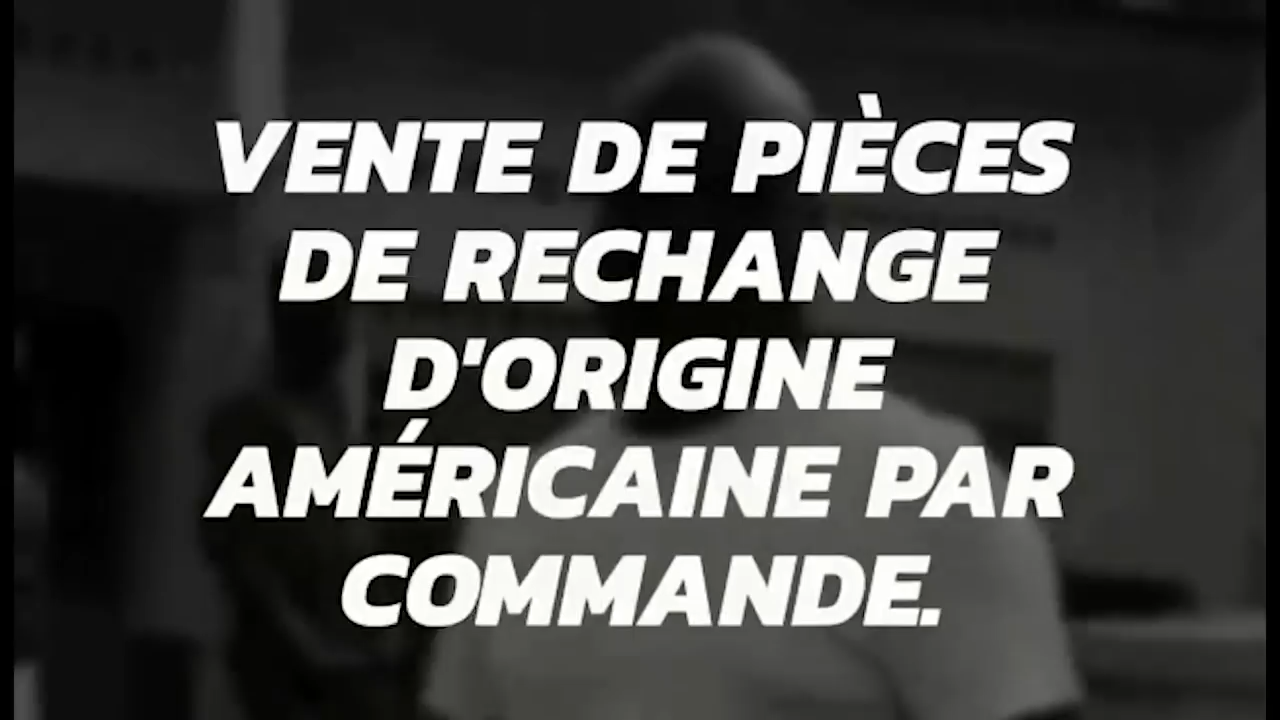 VENTE DE PIÈCES
DE RECHANGE
D'ORIGINE
AMÉRICAINE PAR
COMMANDE.